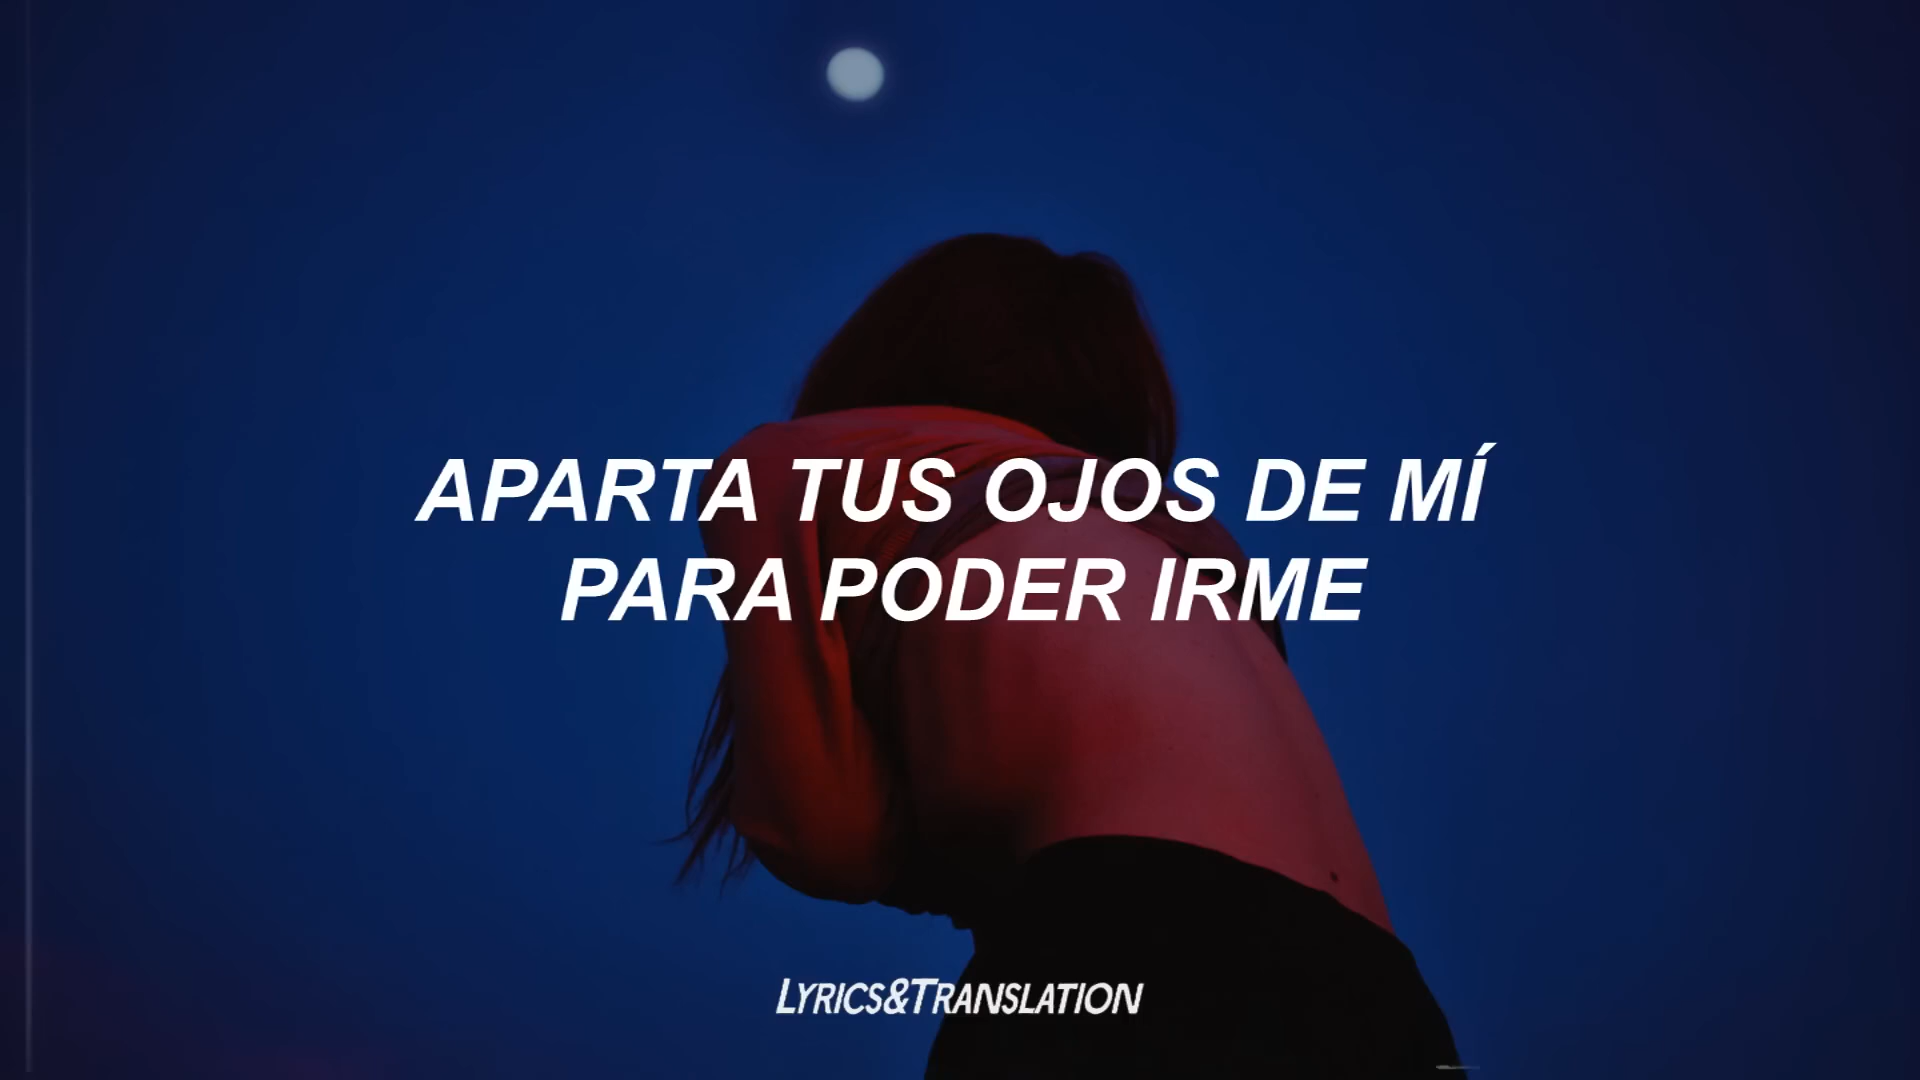 APARTA TUS OJOS DE MÍ
PARA PODER IRME
LYRICS&TRANSLATION